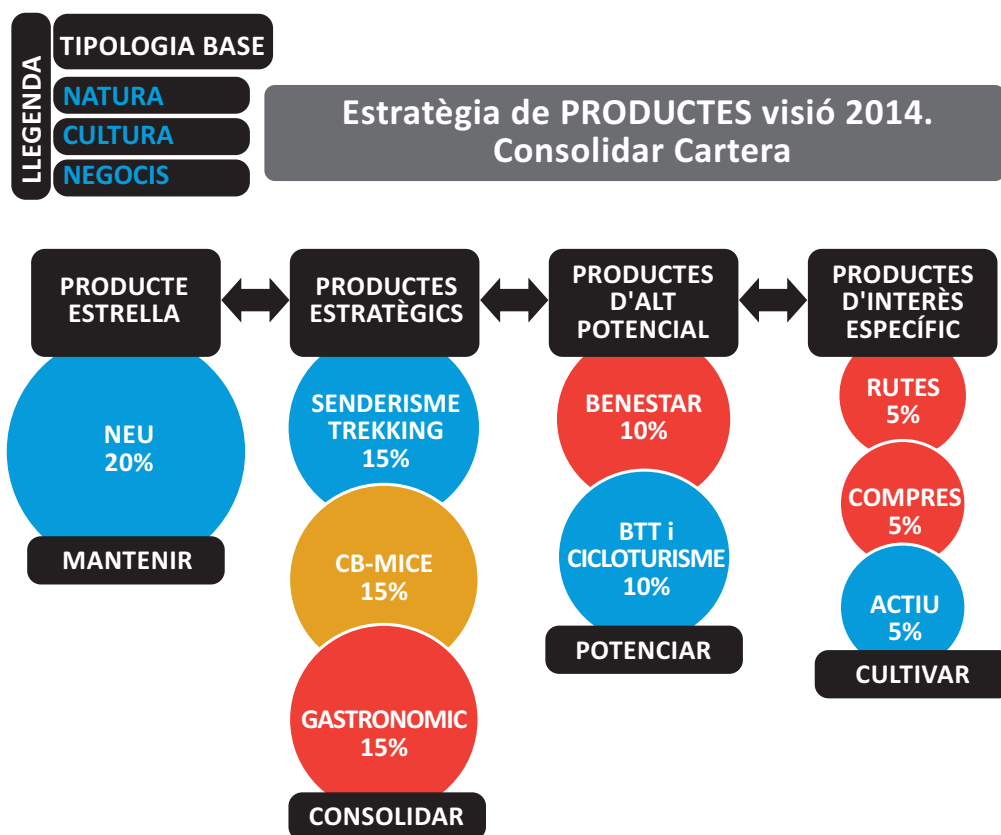 LLEGENDA
TIPOLOGIA BASE
NATURA
CULTURA
NEGOCIS
Estratègia de PRODUCTES visió 2014.
Consolidar Cartera
PRODUCTE
ESTRELLA
NEU
20%
MANTENIR
PRODUCTES
ESTRATÈGICS
SENDERISME
TREKKING
15%
CB-MICE
15%
GASTRONOMIC
15%
CONSOLIDAR
PRODUCTES
D'ALT
POTENCIAL
BENESTAR
10%
BTT i
CICLOTURISME
10%
POTENCIAR
PRODUCTES
D'INTERÈS
ESPECÍFIC
RUTES
5%
COMPRES
5%
ACTIU
5%
CULTIVAR